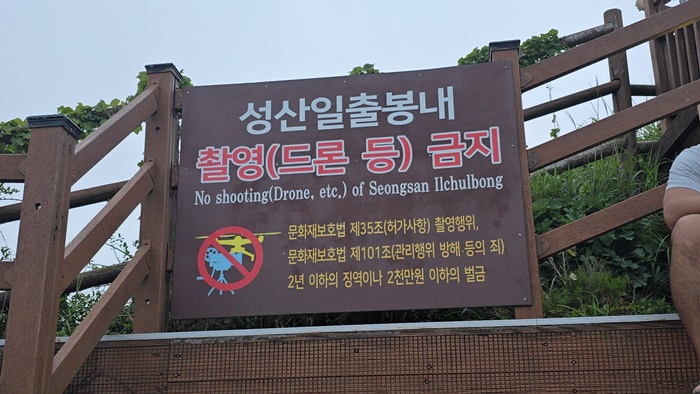 성산일출봉내
촬영(드론 등) 금지
No shooting(Drone, etc.) of Seongsan Ilchulbong
문화재보호법 제35조(허가사항) 촬영행위,
문화재보호법 제101조(관리행위 방해 등의 죄)
2년 이하의 징역이나 2천만원 이하의 벌금